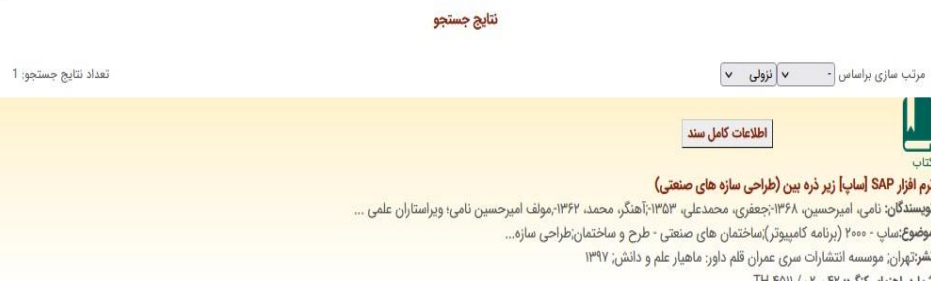 نتایج جستجو
مرتب سازی براساس - نزولی
تعداد نتایج جستجو: 1
اطلاعات کامل سند
کتاب
نرم افزار SAP [ساپ] زیر ذره بین (طراحی سازه های صنعتی)
نویسندگان: نامی، امیرحسین، ۱۳۶۸-;جعفری، محمدعلی، ۱۳۵۳-;آهنگر، محمد، ۱۳۶۲-,مولف امیرحسین نامی؛ ویراستاران علمی ...
موضوع:ساپ - ۲۰۰۰ (برنامه کامپیوتر);ساختمان های صنعتی - طرح و ساختمان;طراحی سازه...
نشر:تهران; موسسه انتشارات سری عمران قلم داور: ماهیار علم و دانش; ۱۳۹۷